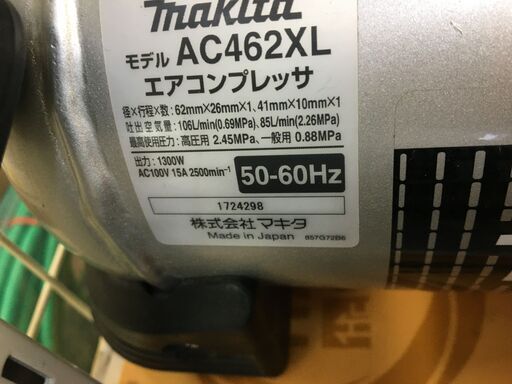 makita
モデル AC462XL
エアコンプレッサ
径×行程×数: 62mm×26mm×1、41mm×10mm×1
吐出空気量: 106L/min(0.69MPa)、85L/min(2.26MPa)
最高使用圧力: 高圧用 2.45MPa、一般用 0.88MPa
出力: 1300W
AC100V 15A 2500min⁻¹
50-60Hz
1724298
株式会社 マキタ
Made in Japan
857G72B6